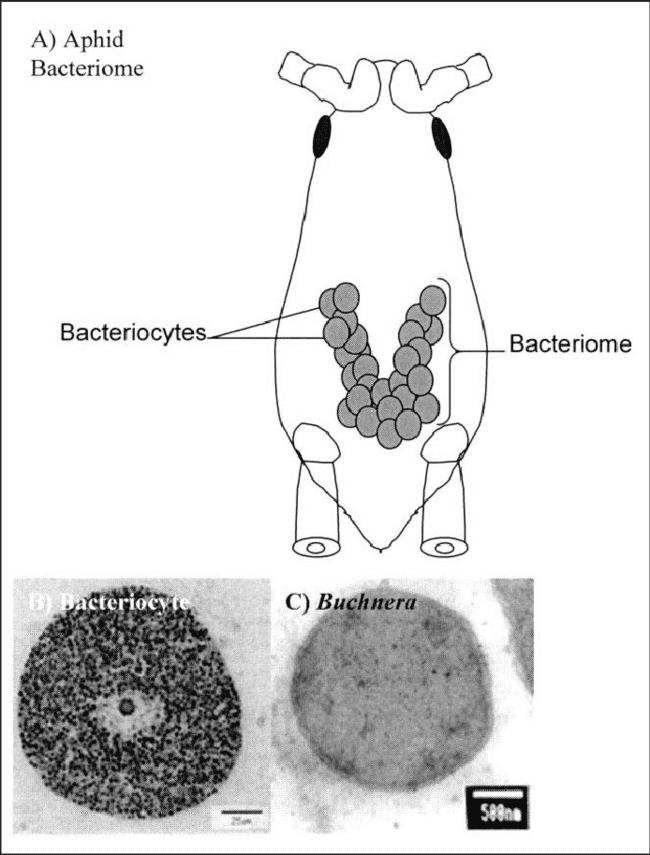 A) Aphid
Bacteriome
Bacteriocytes
Bacteriome
B) Bacteriocyte
C) Buchnera
500nm